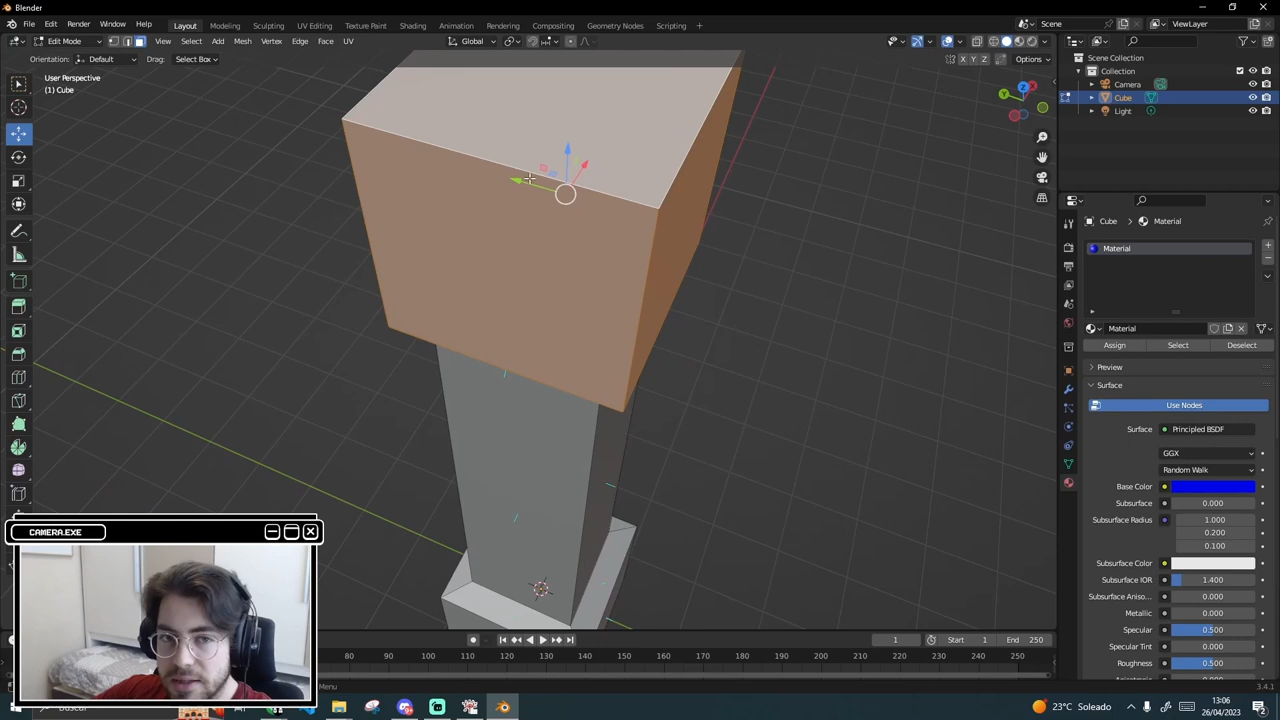 Blender
File Edit Render Window Help Layout Modeling Sculpting UV Editing Texture Paint Shading Animation Rendering Compositing Geometry Nodes Scripting + Scene ViewLayer
Edit Mode View Select Add Mesh Vertex Edge Face UV Global
Orientation: Default Drag: Select Box X Y Z Options
User Perspective
(1) Cube
Scene Collection
Collection
Camera
Cube
Light
Z
Y
X
Cube > Material
Material
Material
Assign Select Deselect
Preview
Surface
Use Nodes
Surface Principled BSDF
GGX
Random Walk
Base Color
Subsurface 0.000
Subsurface Radius 1.000
0.200
0.100
Subsurface Color
Subsurface IOR 1.400
Subsurface Aniso... 0.000
Metallic 0.000
Specular 0.500
Specular Tint 0.000
Roughness 0.500
CAMERA.EXE
1 Start 1 End 250
80 90 100 110 120 130 140 150 160 170 180 190 200 210 220 230 240 250
Menu 3.4.1
23°C Soleado 13:06
26/04/2023